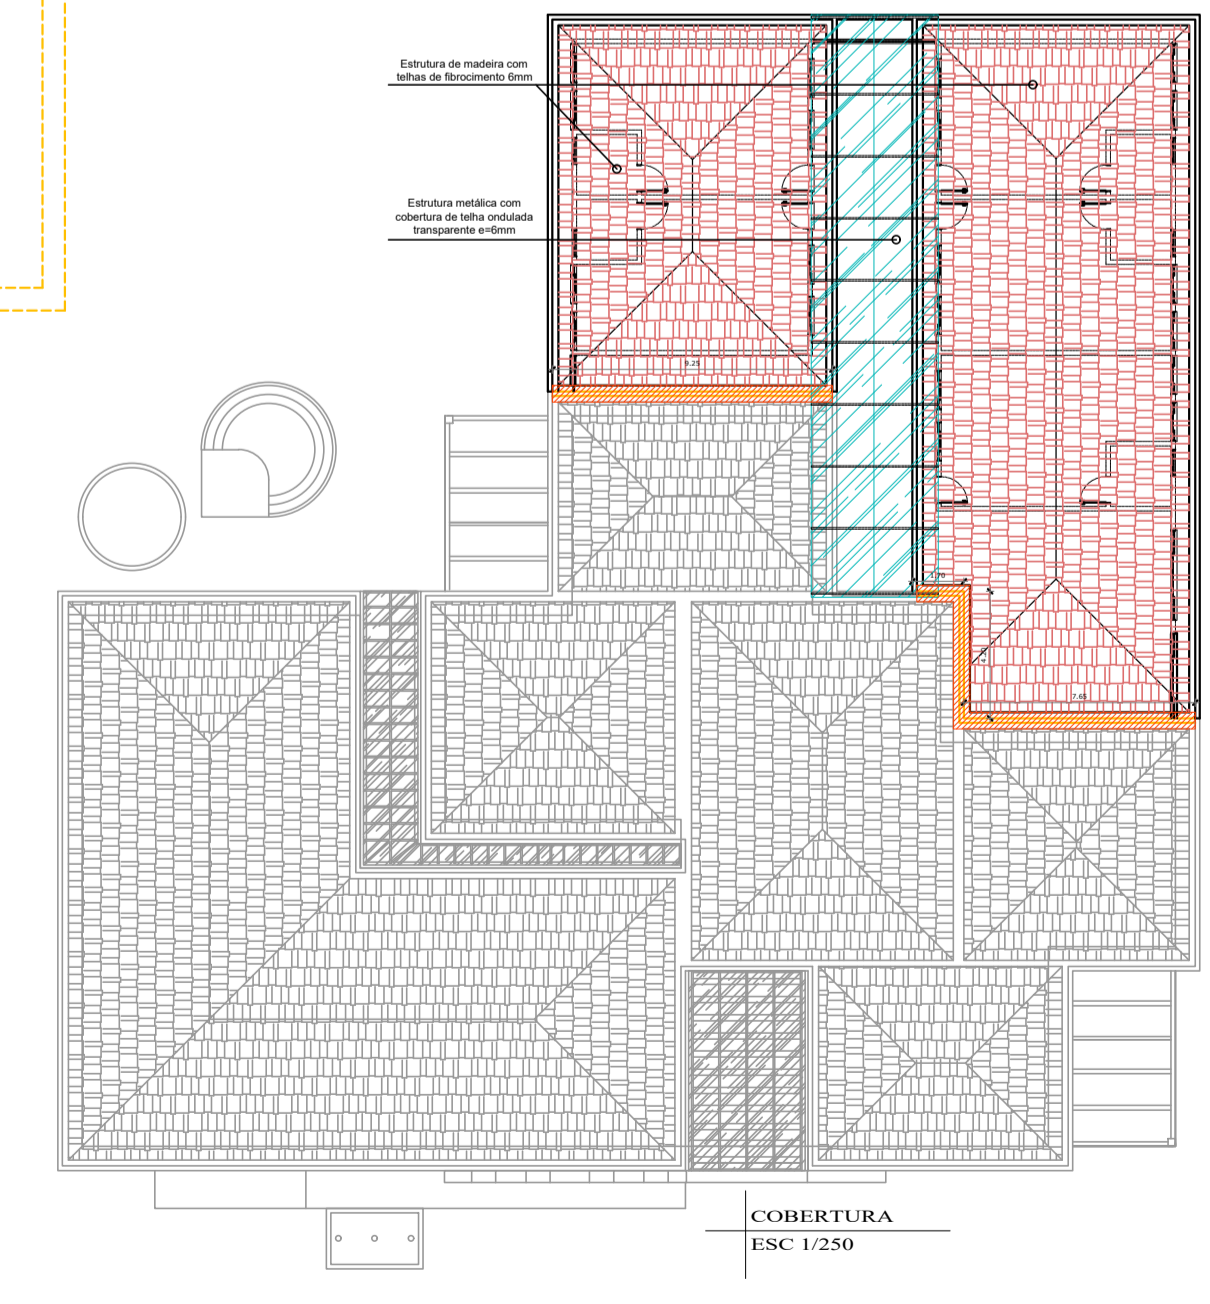 Estrutura de madeira com
telhas de fibrocimento 6mm
Estrutura metálica com
cobertura de telha ondulada
transparente e=6mm
9.25
1.70
7.65
COBERTURA
ESC 1/250